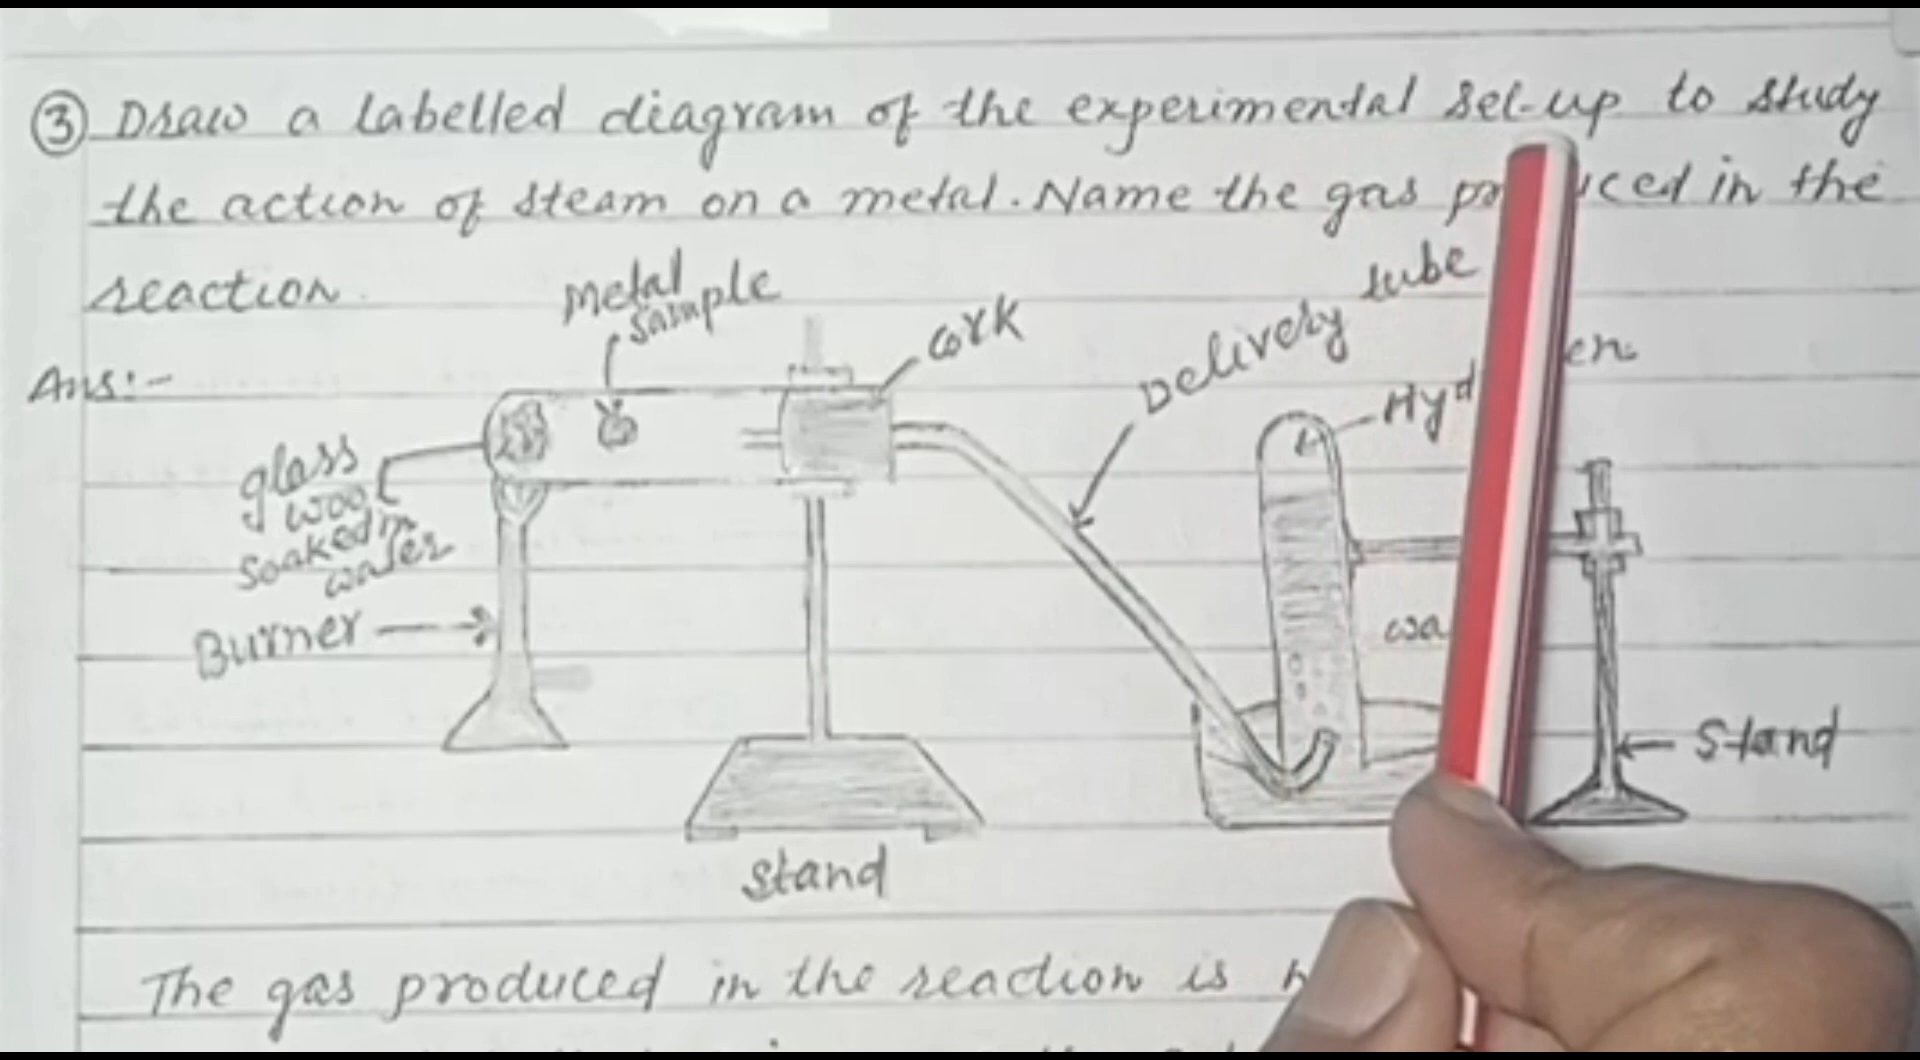 ③ Draw a labelled diagram of the experimental set-up to study
the action of steam on a metal. Name the gas in the
reaction.
Ans:-
Metal
sample
cork
Delivery tube
glass
wool
soaked in
water
Burner
Stand
stand
The gas produced in the reaction is